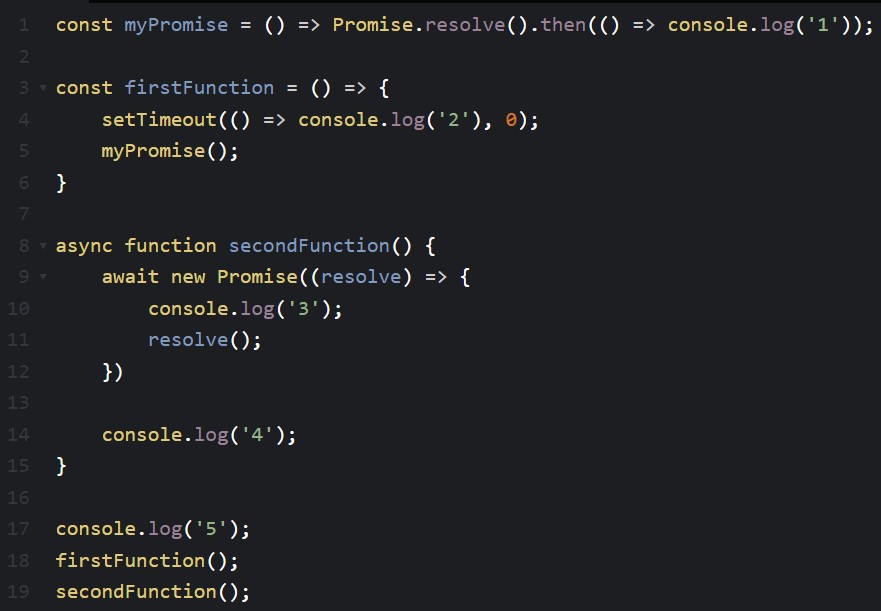 1 const myPromise = () => Promise.resolve().then(() => console.log('1'));
2
3 const firstFunction = () => {
4     setTimeout(() => console.log('2'), 0);
5     myPromise();
6 }
7
8 async function secondFunction() {
9     await new Promise((resolve) => {
10         console.log('3');
11         resolve();
12     })
13
14     console.log('4');
15 }
16
17 console.log('5');
18 firstFunction();
19 secondFunction();